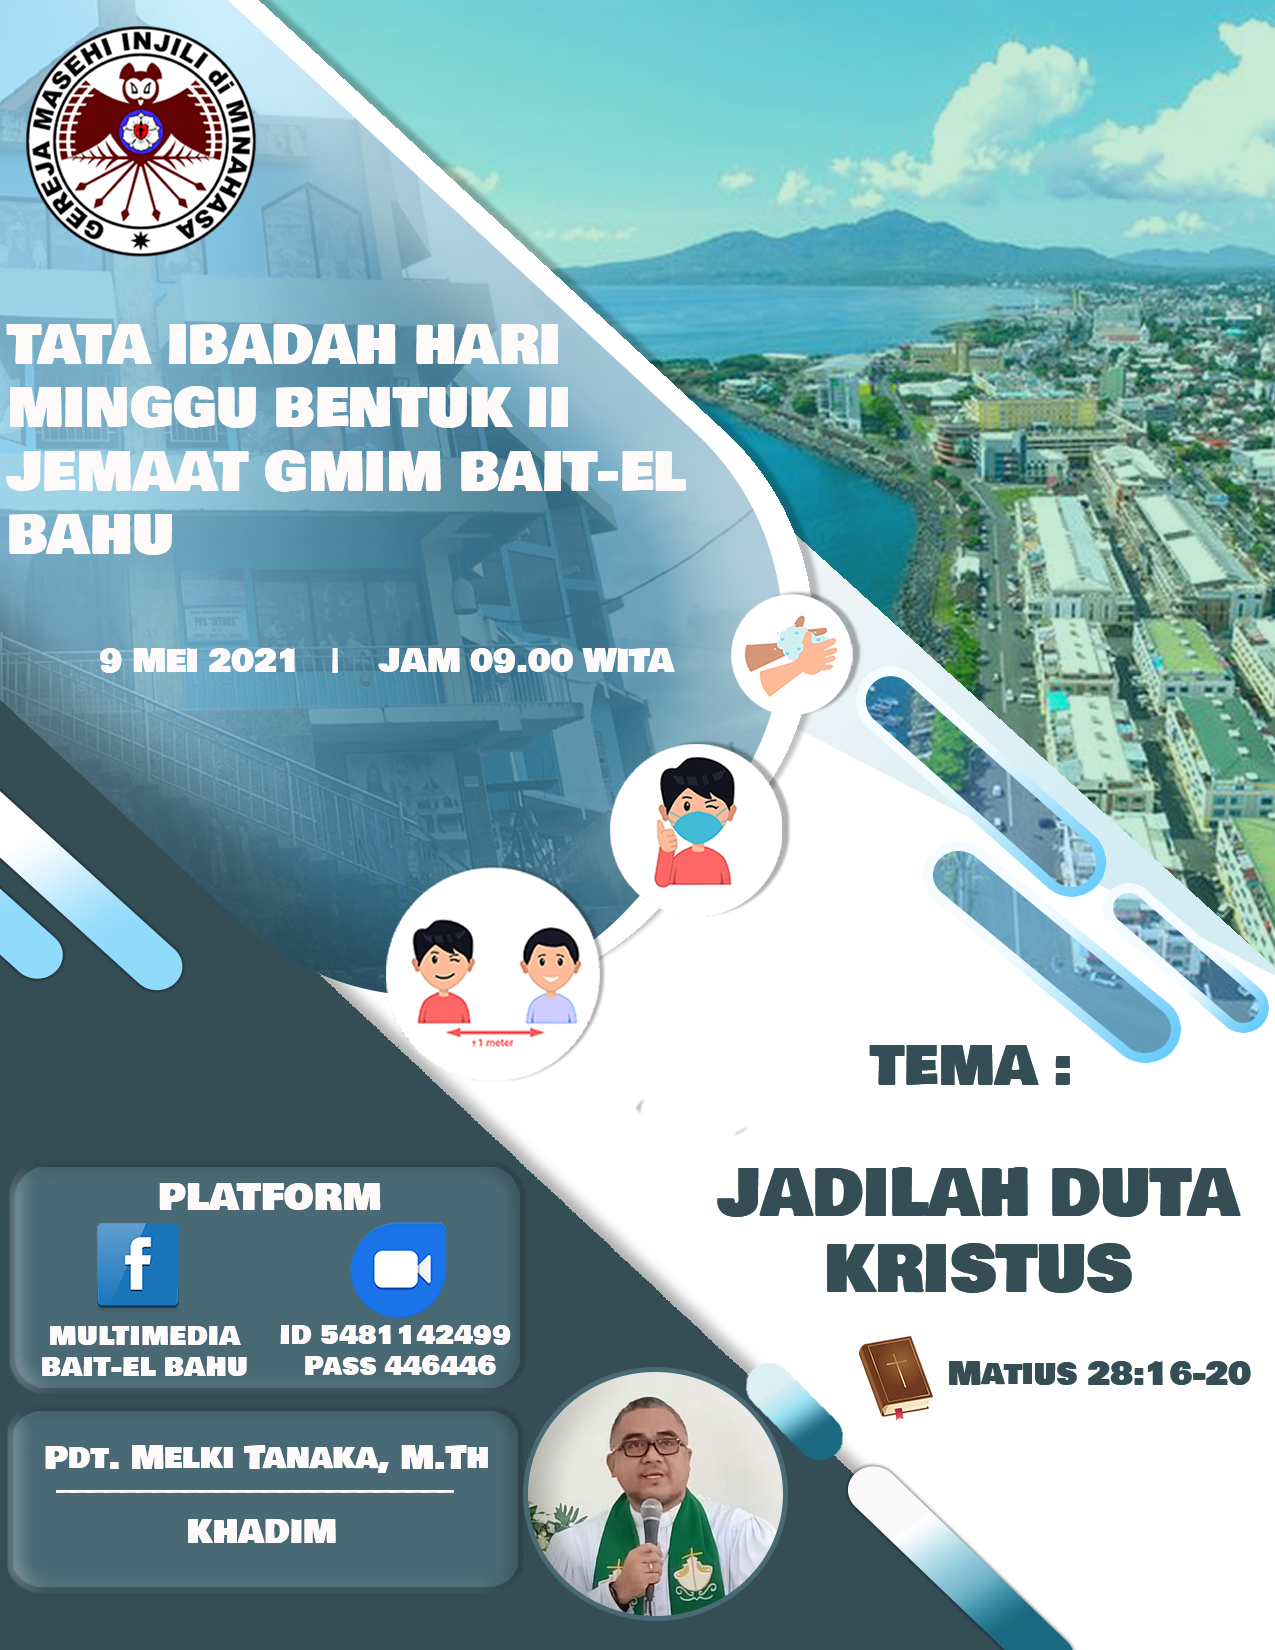 GEREJA MASEHI INJILI di MINAHASA
TATA IBADAH HARI
MINGGU BENTUK II
JEMAAT GMIM BAIT-EL
BAHU
9 MEI 2021 | JAM 09.00 WITA
±1 meter
TEMA :
JADILAH DUTA
KRISTUS
MATIUS 28:16-20
PLATFORM
MULTIMEDIA
BAIT-EL BAHU
ID 5481142499
PASS 446446
PDT. MELKI TANAKA, M.TH
KHADIM